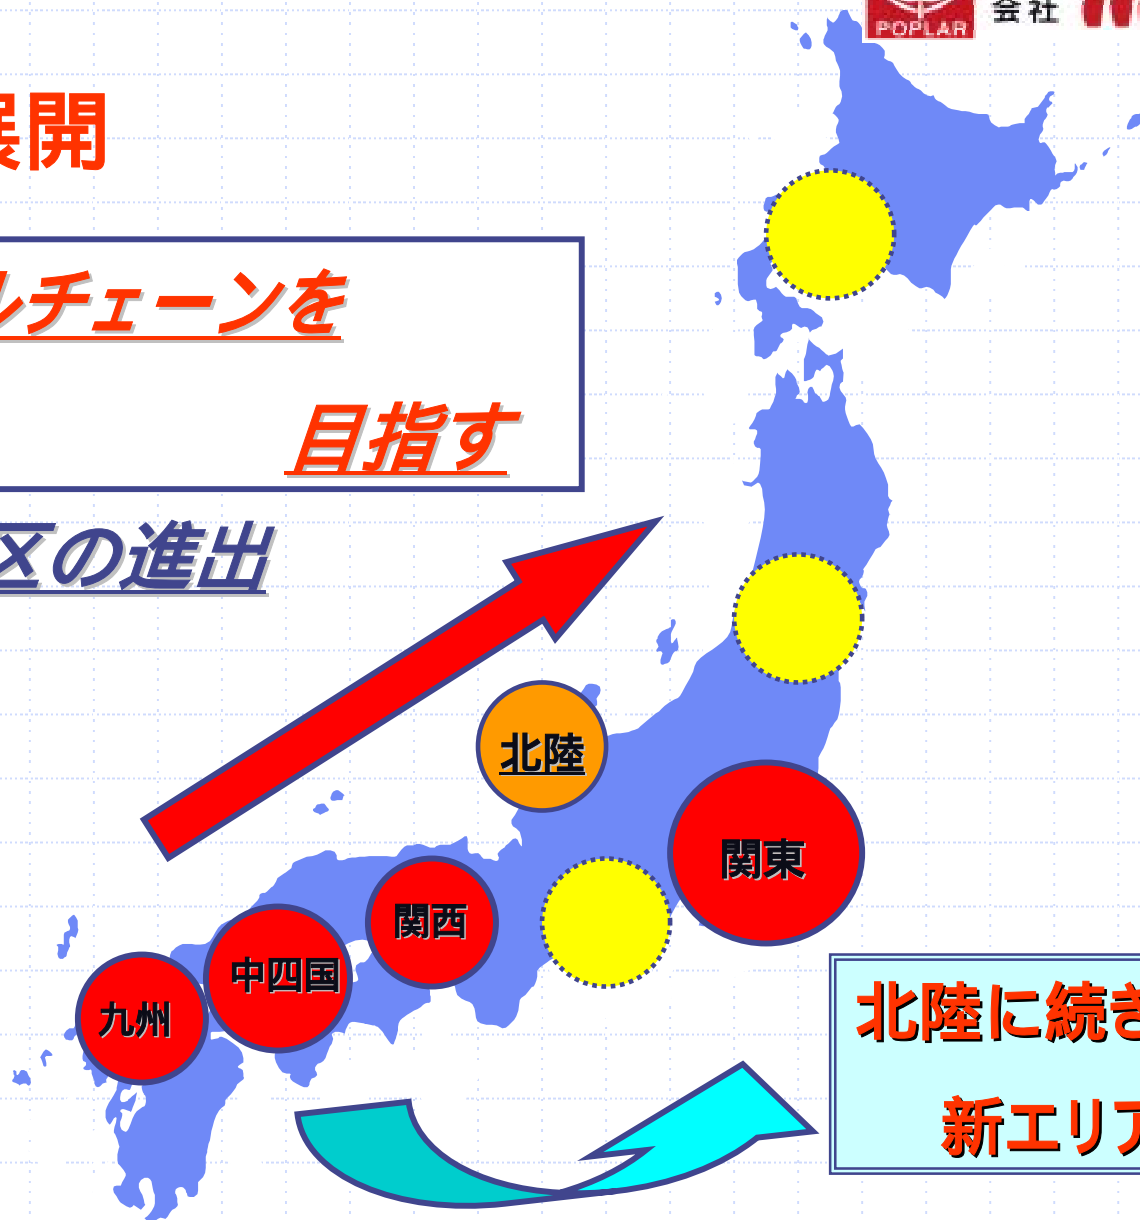 POPLAR
会社
展開
ルチェーンを
目指す
区の進出
北陸
関東
関西
中四国
九州
北陸に続き
新エリア